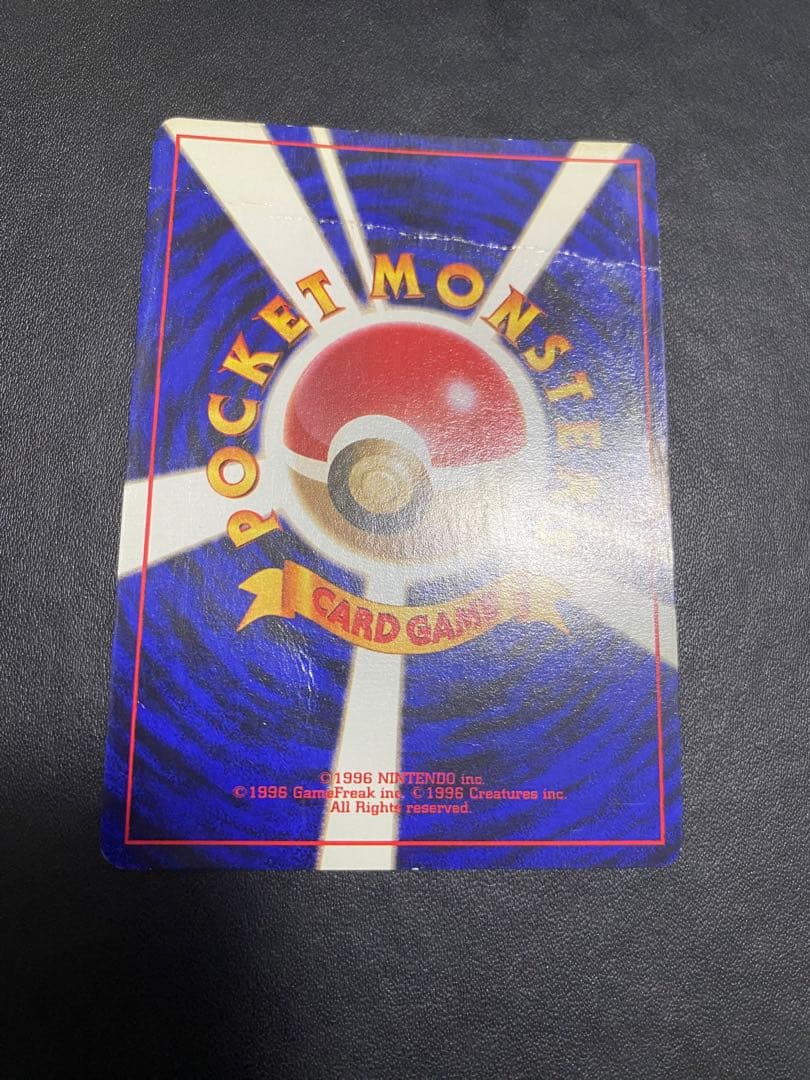 POCKET MONSTERS
CARD GAME
©1996 NINTENDO inc.
©1996 GameFreak inc. ©1996 Creatures inc.
All Rights reserved.